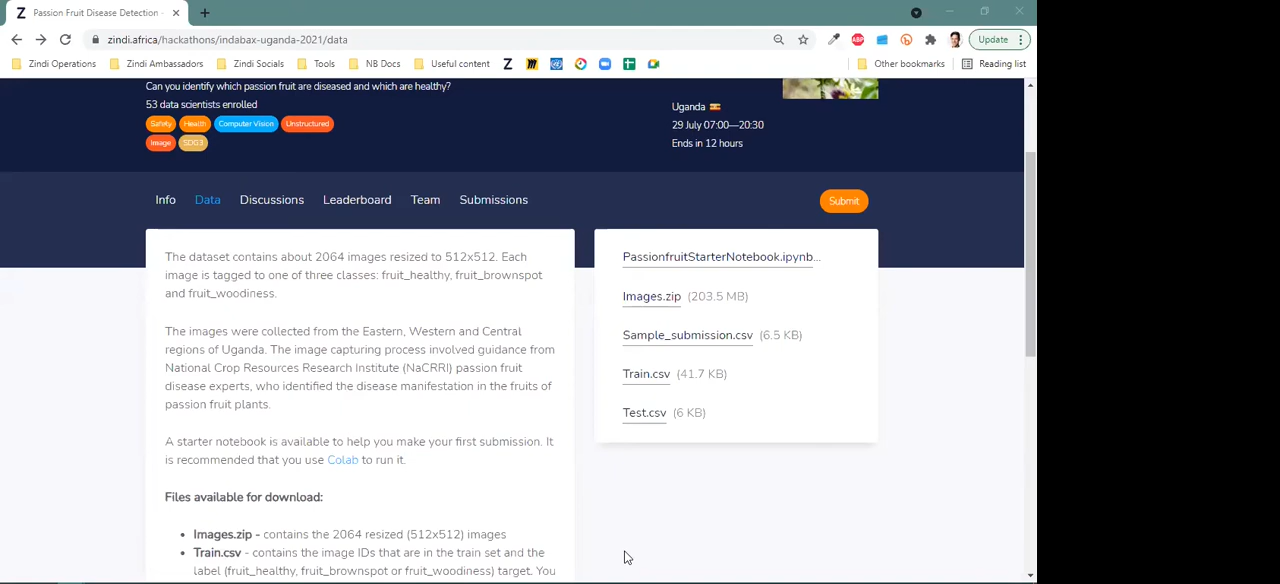 Z Passion Fruit Disease Detection -
zindi.africa/hackathons/indabax-uganda-2021/data
ABP
Update
Zindi Operations
Zindi Ambassadors
Zindi Socials
Tools
NB Docs
Useful content
Z
Other bookmarks
Reading list
Can you identify which passion fruit are diseased and which are healthy?
53 data scientists enrolled
Safety Health Computer Vision Unstructured
Image SDG3
Uganda
29 July 07:00—20:30
Ends in 12 hours
Info Data Discussions Leaderboard Team Submissions
Submit
The dataset contains about 2064 images resized to 512x512. Each
image is tagged to one of three classes: fruit_healthy, fruit_brownspot
and fruit_woodiness.
The images were collected from the Eastern, Western and Central
regions of Uganda. The image capturing process involved guidance from
National Crop Resources Research Institute (NaCRRI) passion fruit
disease experts, who identified the disease manifestation in the fruits of
passion fruit plants.
A starter notebook is available to help you make your first submission. It
is recommended that you use Colab to run it.
Files available for download:
• Images.zip - contains the 2064 resized (512x512) images
• Train.csv - contains the image IDs that are in the train set and the
label (fruit_healthy, fruit_brownspot or fruit_woodiness) target. You
PassionfruitStarterNotebook.ipynb...
Images.zip (203.5 MB)
Sample_submission.csv (6.5 KB)
Train.csv (41.7 KB)
Test.csv (6 KB)